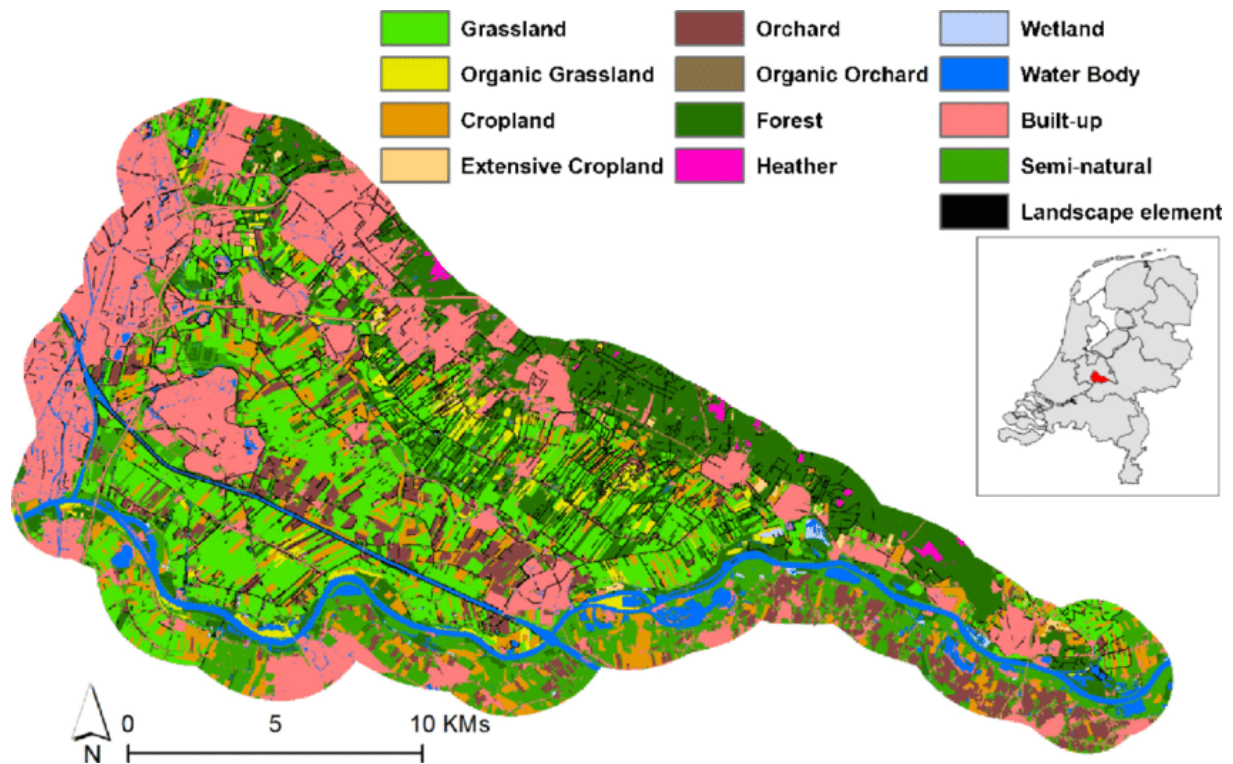 Grassland
Orchard
Wetland
Organic Grassland
Organic Orchard
Water Body
Cropland
Forest
Built-up
Extensive Cropland
Heather
Semi-natural
Landscape element
N
0 5 10 KMs